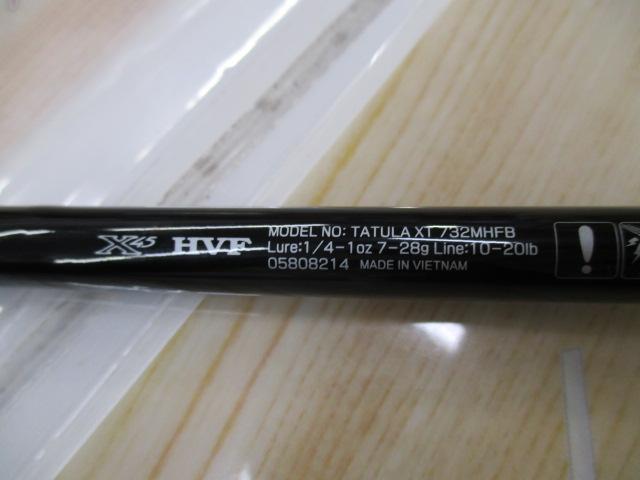 X45 HVF
MODEL NO: TATULA XT 732MHFB
Lure:1/4-1oz 7-28g Line:10-20lb
05808214 MADE IN VIETNAM